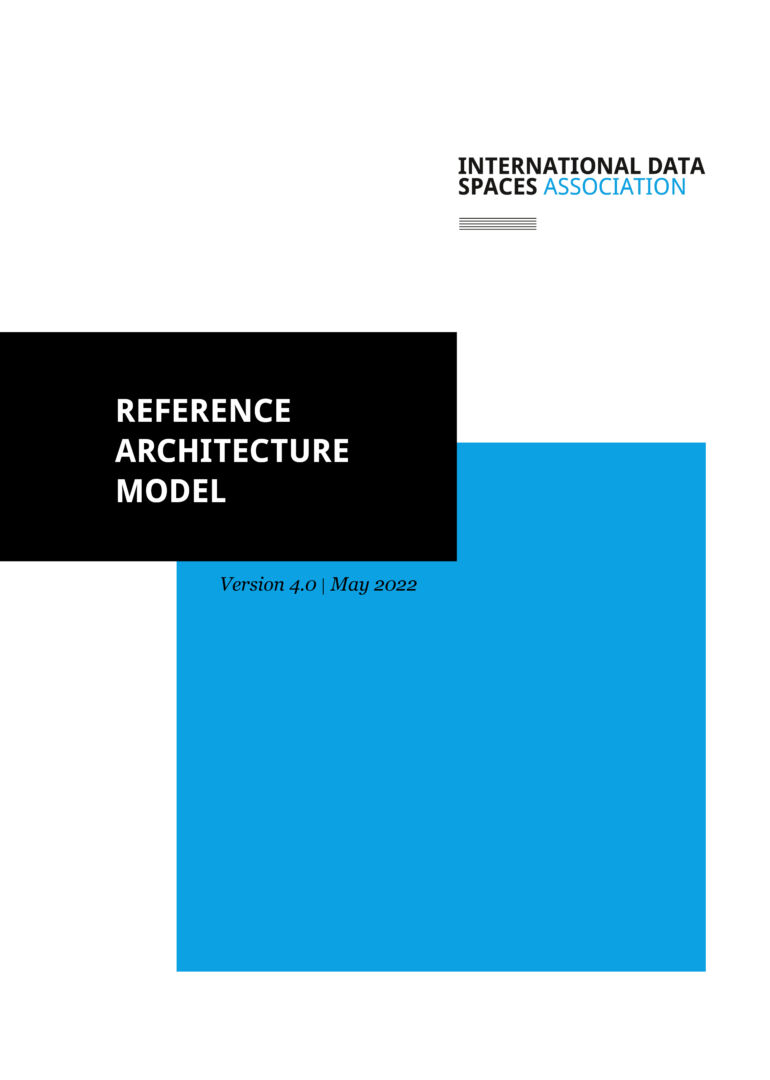 INTERNATIONAL DATA
SPACES ASSOCIATION
REFERENCE
ARCHITECTURE
MODEL
Version 4.0 | May 2022